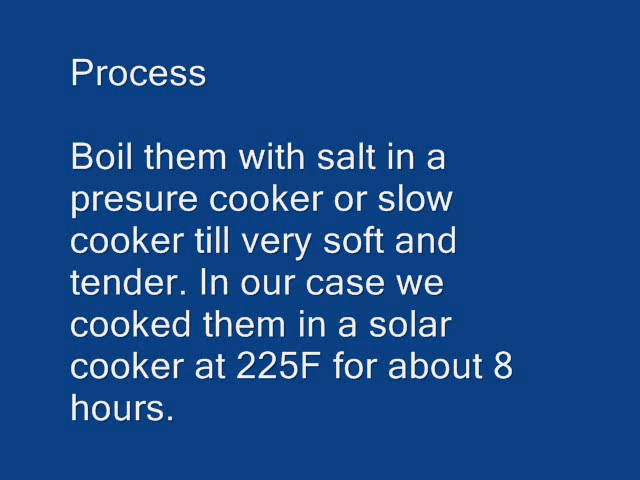 Process
Boil them with salt in a
presure cooker or slow
cooker till very soft and
tender. In our case we
cooked them in a solar
cooker at 225F for about 8
hours.